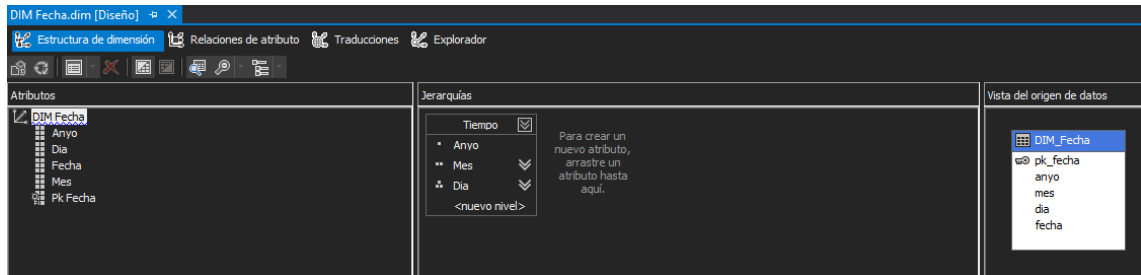 DIM Fecha.dim [Diseño]
Estructura de dimensión
Relaciones de atributo
Traducciones
Explorador
Atributos
DIM Fecha
Anyo
Dia
Fecha
Mes
Pk Fecha
Jerarquías
Tiempo
Anyo
Mes
Dia
<nuevo nivel>
Para crear un
nuevo atributo,
arrastre un
atributo hasta
aquí.
Vista del origen de datos
DIM_Fecha
pk_fecha
anyo
mes
dia
fecha